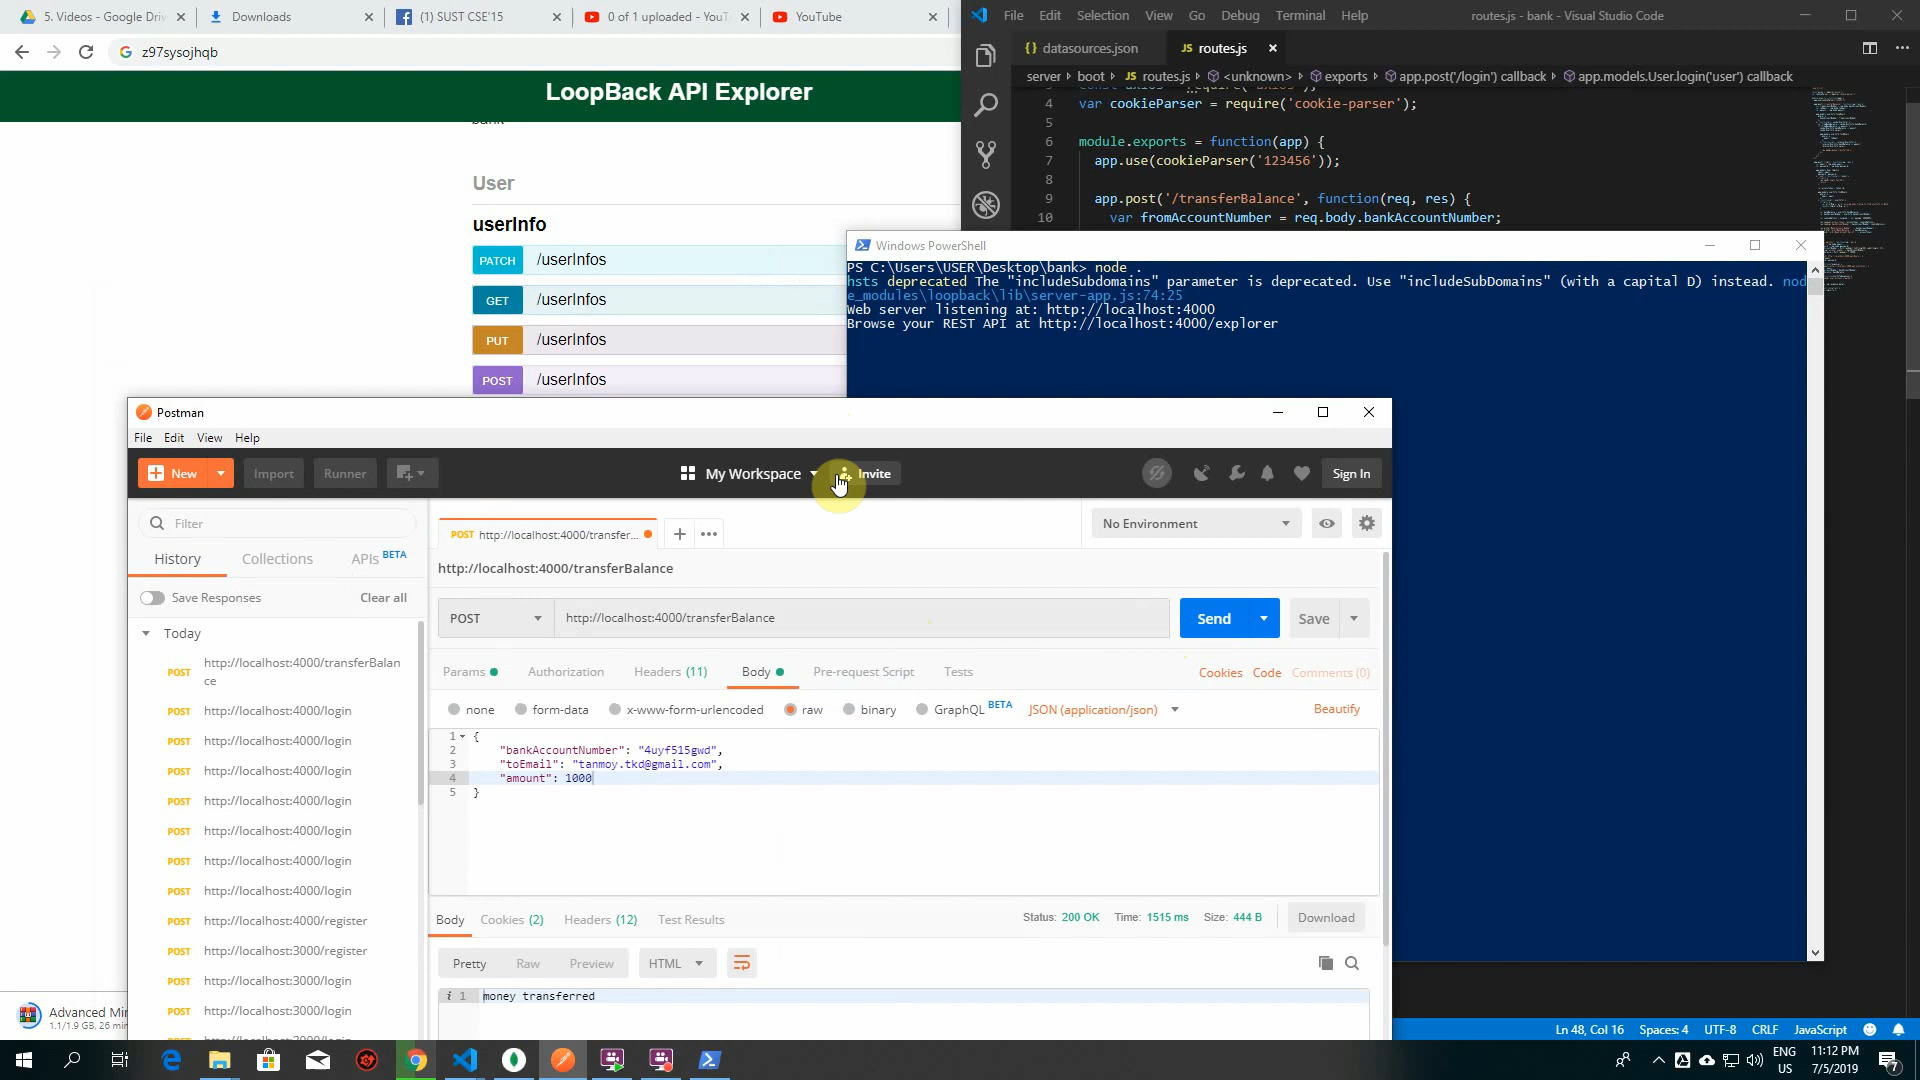 5. Videos - Google Driv
Downloads
(1) SUST CSE'15
0 of 1 uploaded - YouT
YouTube
z97sysojhqb
LoopBack API Explorer
User
userInfo
PATCH /userInfos
GET /userInfos
PUT /userInfos
POST /userInfos
File Edit Selection View Go Debug Terminal Help
routes.js - bank - Visual Studio Code
{} datasources.json
JS routes.js
server boot JS routes.js <unknown> exports app.post('/login') callback app.models.User.login('user') callback
4 var cookieParser = require('cookie-parser');
5
6 module.exports = function(app) {
7 app.use(cookieParser('123456'));
8
9 app.post('/transferBalance', function(req, res) {
10 var fromAccountNumber = req.body.bankAccountNumber;
Windows PowerShell
PS C:\Users\USER\Desktop\bank> node .
hsts deprecated The "includeSubdomains" parameter is deprecated. Use "includeSubDomains" (with a capital D) instead. nod
e_modules\loopback\lib\server-app.js:74:25
Web server listening at: http://localhost:4000
Browse your REST API at http://localhost:4000/explorer
Postman
File Edit View Help
New
Import
Runner
My Workspace
Invite
Sign In
Filter
History
Collections
APIs BETA
Save Responses
Clear all
Today
POST http://localhost:4000/transferBalan
ce
POST http://localhost:4000/login
POST http://localhost:4000/login
POST http://localhost:4000/login
POST http://localhost:4000/login
POST http://localhost:4000/login
POST http://localhost:4000/login
POST http://localhost:4000/login
POST http://localhost:4000/register
POST http://localhost:3000/register
POST http://localhost:3000/login
POST http://localhost:3000/login
POST http://localhost:4000/transfer...
No Environment
http://localhost:4000/transferBalance
POST
http://localhost:4000/transferBalance
Send
Save
Params
Authorization
Headers (11)
Body
Pre-request Script
Tests
Cookies
Code
Comments (0)
none
form-data
x-www-form-urlencoded
raw
binary
GraphQL BETA
JSON (application/json)
Beautify
1 {
2 "bankAccountNumber": "4uyf515gwd",
3 "toEmail": "tanmoy.tkd@gmail.com",
4 "amount": 1000
5 }
Body
Cookies (2)
Headers (12)
Test Results
Status: 200 OK
Time: 1515 ms
Size: 444 B
Download
Pretty
Raw
Preview
HTML
i 1 money transferred
Advanced Mi
1.1/1.9 GB, 26 mi
Ln 48, Col 16
Spaces: 4
UTF-8
CRLF
JavaScript
ENG
US
11:12 PM
7/5/2019
7